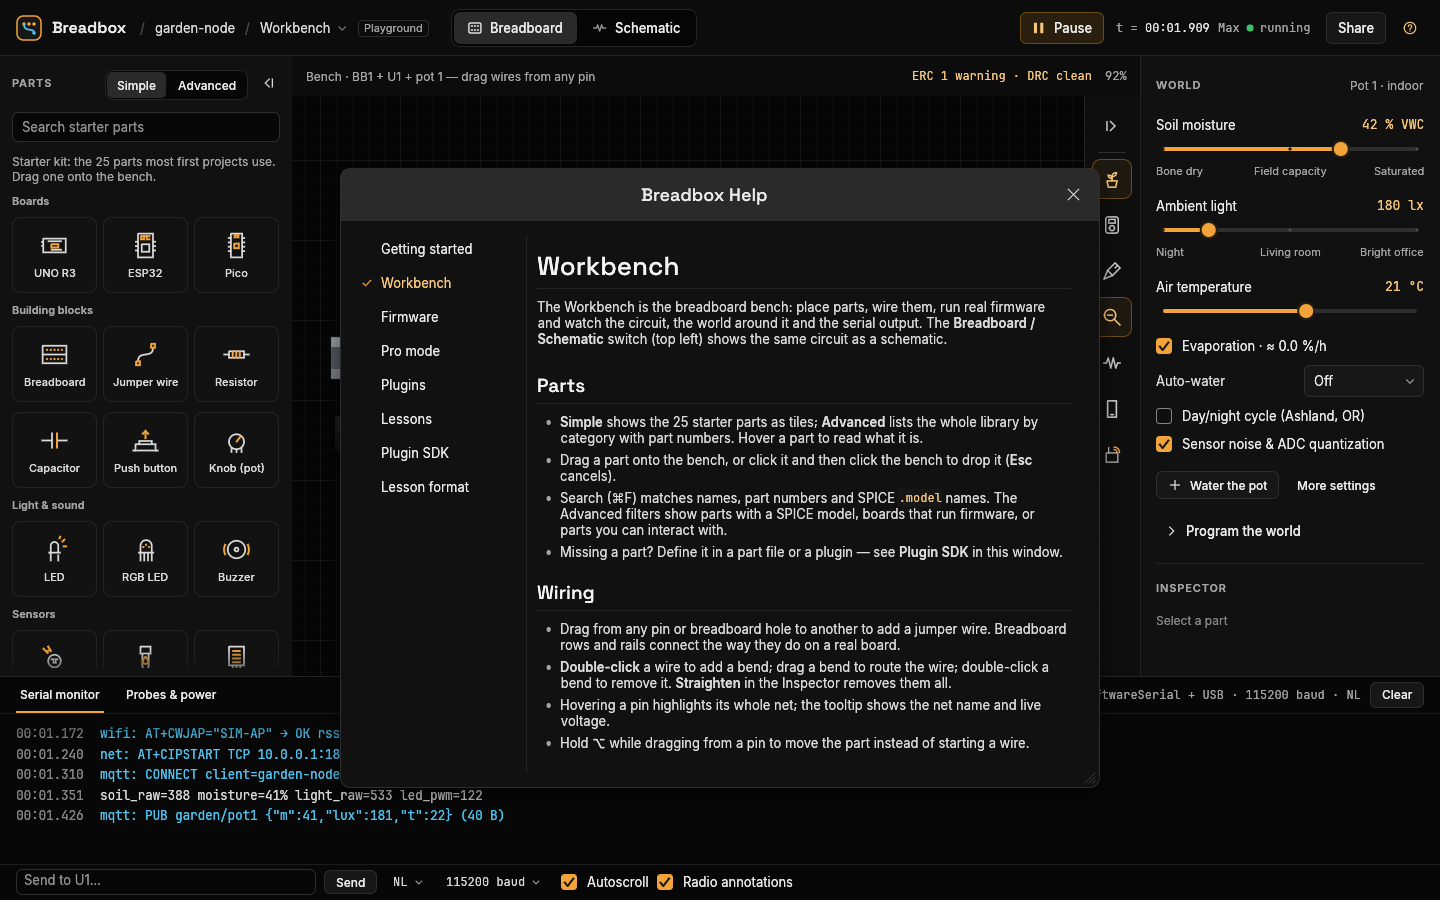 Breadbox / garden-node / Workbench Playground
Breadboard Schematic
Pause t = 00:01.909 Max running Share
PARTS Simple Advanced
Search starter parts
Starter kit: the 25 parts most first projects use.
Drag one onto the bench.
Boards
UNO R3 ESP32 Pico
Building blocks
Breadboard Jumper wire Resistor
Capacitor Push button Knob (pot)
Light & sound
LED RGB LED Buzzer
Sensors
Bench · BB1 + U1 + pot 1 — drag wires from any pin
ERC 1 warning · DRC clean 92%
Breadbox Help
Getting started
Workbench
Firmware
Pro mode
Plugins
Lessons
Plugin SDK
Lesson format
Workbench
The Workbench is the breadboard bench: place parts, wire them, run real firmware
and watch the circuit, the world around it and the serial output. The Breadboard /
Schematic switch (top left) shows the same circuit as a schematic.
Parts
• Simple shows the 25 starter parts as tiles; Advanced lists the whole library by
category with part numbers. Hover a part to read what it is.
• Drag a part onto the bench, or click it and then click the bench to drop it (Esc
cancels).
• Search (⌘F) matches names, part numbers and SPICE .model names. The
Advanced filters show parts with a SPICE model, boards that run firmware, or
parts you can interact with.
• Missing a part? Define it in a part file or a plugin — see Plugin SDK in this window.
Wiring
• Drag from any pin or breadboard hole to another to add a jumper wire. Breadboard
rows and rails connect the way they do on a real board.
• Double-click a wire to add a bend; drag a bend to route the wire; double-click a
bend to remove it. Straighten in the Inspector removes them all.
• Hovering a pin highlights its whole net; the tooltip shows the net name and live
voltage.
• Hold ⌥ while dragging from a pin to move the part instead of starting a wire.
WORLD Pot 1 · indoor
Soil moisture 42 % VWC
Bone dry Field capacity Saturated
Ambient light 180 lx
Night Living room Bright office
Air temperature 21 °C
Evaporation · ≈ 0.0 %/h
Auto-water Off
Day/night cycle (Ashland, OR)
Sensor noise & ADC quantization
Water the pot More settings
Program the world
INSPECTOR
Select a part
Serial monitor Probes & power
ftwareSerial + USB · 115200 baud · NL Clear
00:01.172 wifi: AT+CWJAP="SIM-AP" → OK rss
00:01.240 net: AT+CIPSTART TCP 10.0.0.1:18
00:01.310 mqtt: CONNECT client=garden-node
00:01.351 soil_raw=388 moisture=41% light_raw=533 led_pwm=122
00:01.426 mqtt: PUB garden/pot1 {"m":41,"lux":181,"t":22} (40 B)
Send to U1... Send NL 115200 baud Autoscroll Radio annotations